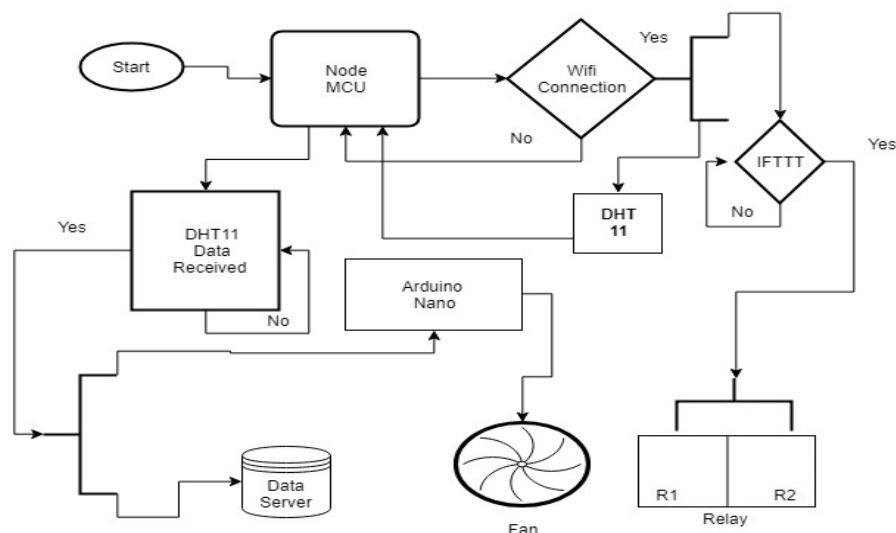 Start
Node
MCU
Wifi
Connection
Yes
No
IFTTT
Yes
No
DHT
11
Yes
DHT11
Data
Received
No
Arduino
Nano
Data
Server
Fan
R1
R2
Relay